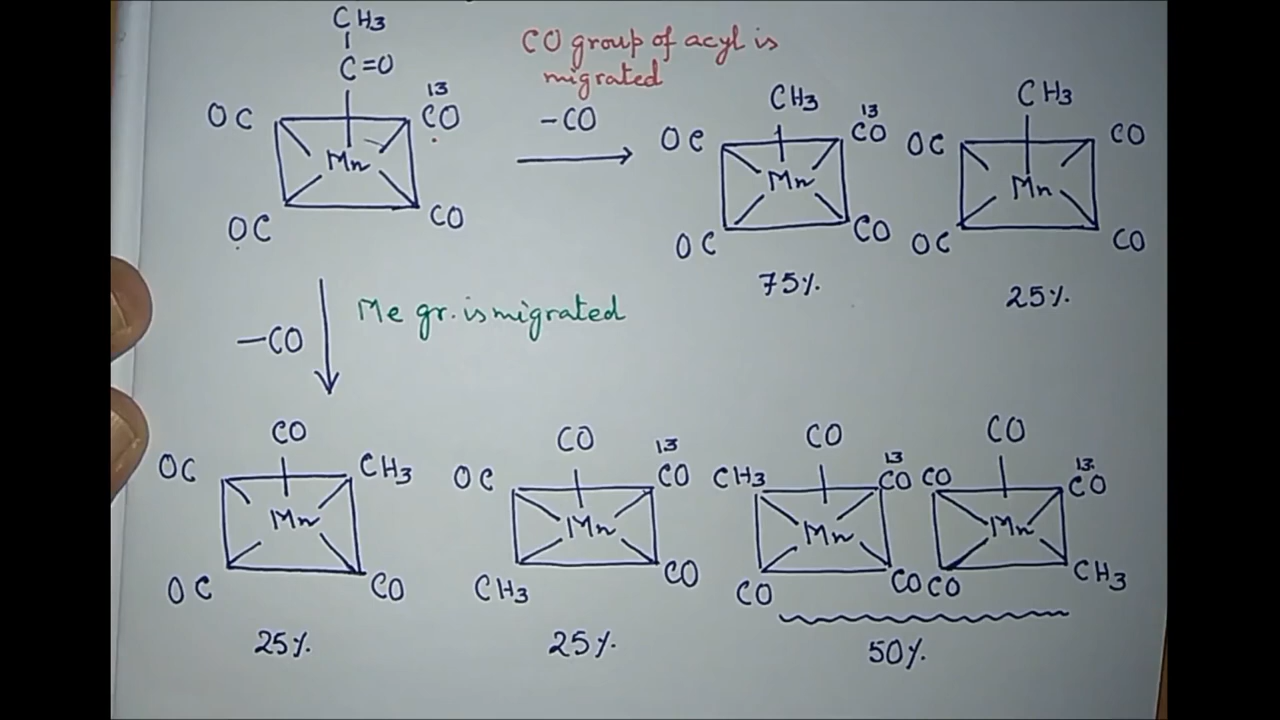 CH3
C=O
OC
13
CO
Mn
OC
CO
CO group of acyl is
migrated
-CO
CH3
OC
13
CO
Mn
OC
CO
75%.
CH3
OC
CO
Mn
OC
CO
25%.
-CO
Me gr. is migrated
CO
OC
CH3
Mn
OC
CO
25%.
CO
OC
13
CO
Mn
CH3
CO
25%.
CO
CH3
13
CO
Mn
CO
CO
CO
CO
13
CO
Mn
CO
CH3
50%.